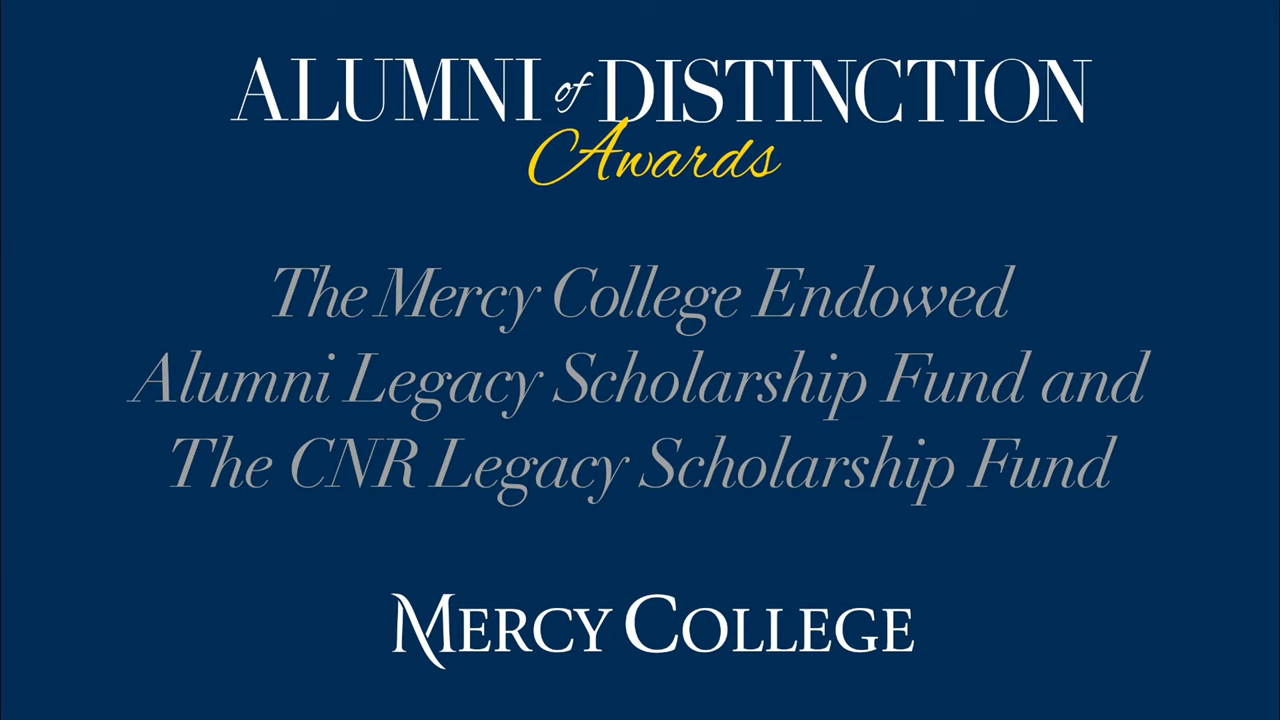 ALUMNI of DISTINCTION
Awards
The Mercy College Endowed
Alumni Legacy Scholarship Fund and
The CNR Legacy Scholarship Fund
MERCY COLLEGE